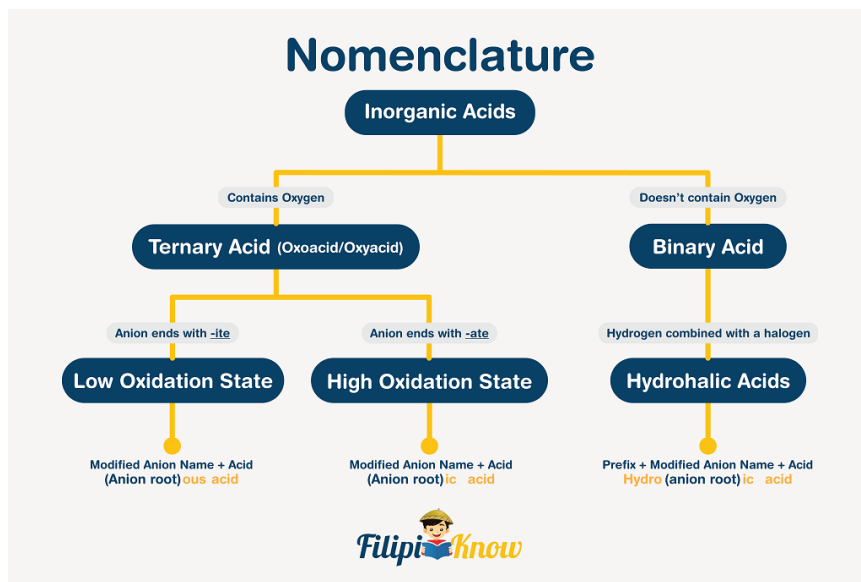 Nomenclature
Inorganic Acids
Contains Oxygen
Doesn't contain Oxygen
Ternary Acid (Oxoacid/Oxyacid)
Binary Acid
Anion ends with -ite
Anion ends with -ate
Hydrogen combined with a halogen
Low Oxidation State
High Oxidation State
Hydrohalic Acids
Modified Anion Name + Acid
(Anion root) ous acid
Modified Anion Name + Acid
(Anion root) ic acid
Prefix + Modified Anion Name + Acid
Hydro (anion root) ic acid
FilipiKnow